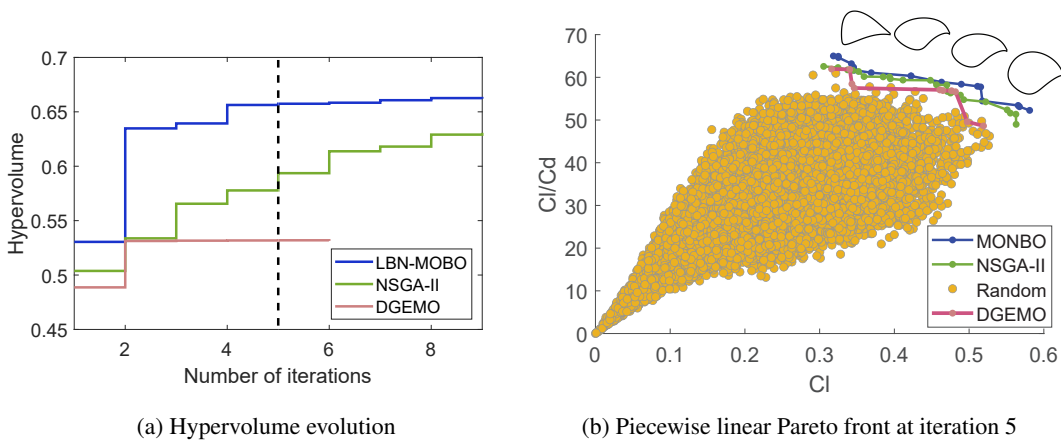 (a)
0.7
0.65
0.6
0.55
0.5
0.45
Hypervolume
2 4 6 8
Number of iterations
LBN-MOBO
NSGA-II
DGEMO
(a) Hypervolume evolution
(b)
70
60
50
40
30
20
10
0
Cl/Cd
0 0.1 0.2 0.3 0.4 0.5 0.6
Cl
MONBO
NSGA-II
Random
DGEMO
(b) Piecewise linear Pareto front at iteration 5